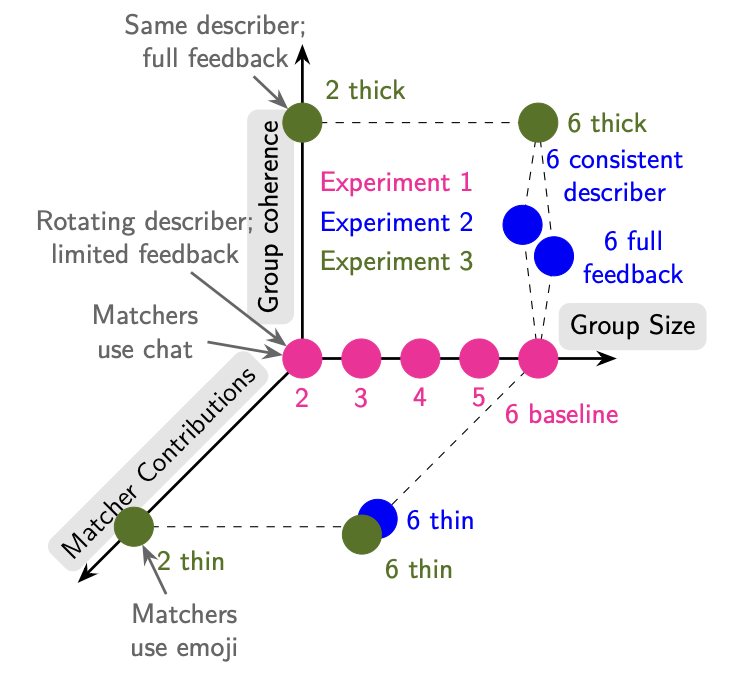 Same describer;
full feedback
2 thick
6 thick
Group coherence
6 consistent
describer
Experiment 1
Experiment 2
Experiment 3
6 full
feedback
Rotating describer;
limited feedback
Matchers
use chat
Group Size
2
3
4
5
6 baseline
Matcher Contributions
6 thin
2 thin
6 thin
Matchers
use emoji